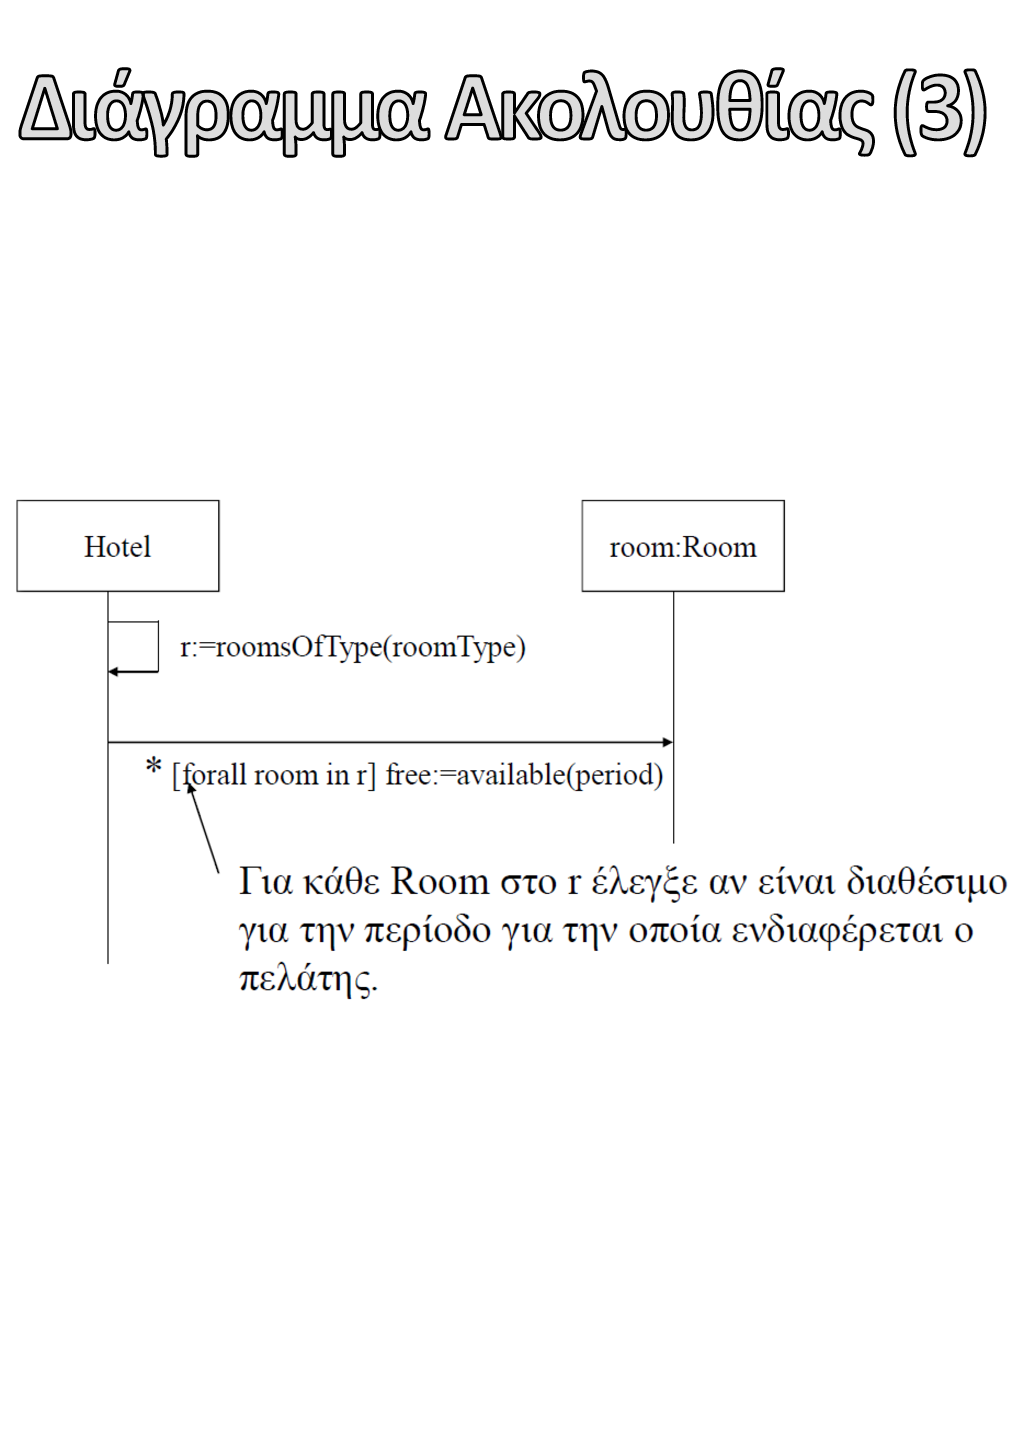 Διάγραμμα Ακολουθίας (3)
Hotel
room:Room
r:=roomsOfType(roomType)
* [forall room in r] free:=available(period)
Για κάθε Room στο r έλεγξε αν είναι διαθέσιμο
για την περίοδο για την οποία ενδιαφέρεται ο
πελάτης.